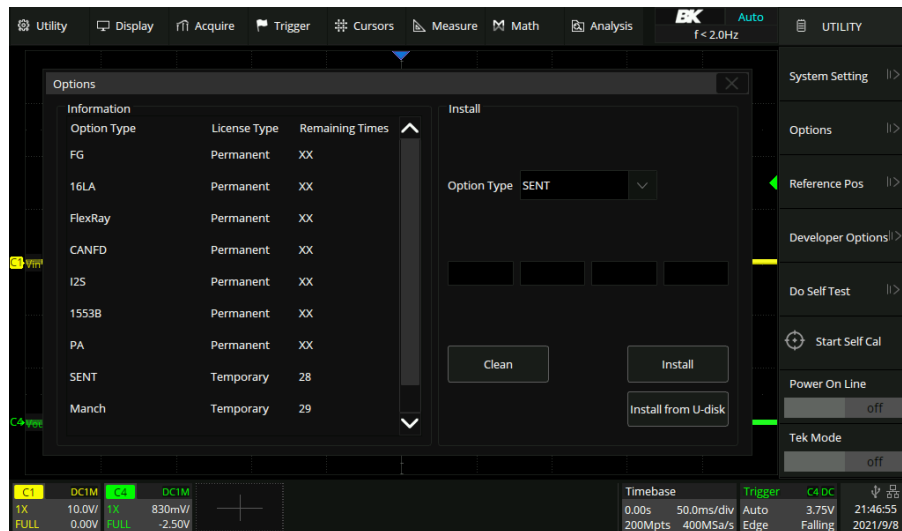 Utility Display Acquire Trigger Cursors Measure Math Analysis
BK Auto
f < 2.0Hz
UTILITY
System Setting
Options
Reference Pos
Developer Options
Do Self Test
Start Self Cal
Power On Line
off
Tek Mode
off
Options
Information
Option Type License Type Remaining Times
FG Permanent XX
16LA Permanent XX
FlexRay Permanent XX
CANFD Permanent XX
I2S Permanent XX
1553B Permanent XX
PA Permanent XX
SENT Temporary 28
Manch Temporary 29
Install
Option Type SENT
Clean Install
Install from U-disk
C1 Vin
C4
C1 DC1M
1X 10.0V/
FULL 0.00V
C4 DC1M
1X 830mV/
FULL -2.50V
Timebase
0.00s 50.0ms/div
200Mpts 400MSa/s
Trigger C4 DC
Auto 3.75V
Edge Falling
21:46:55
2021/9/8